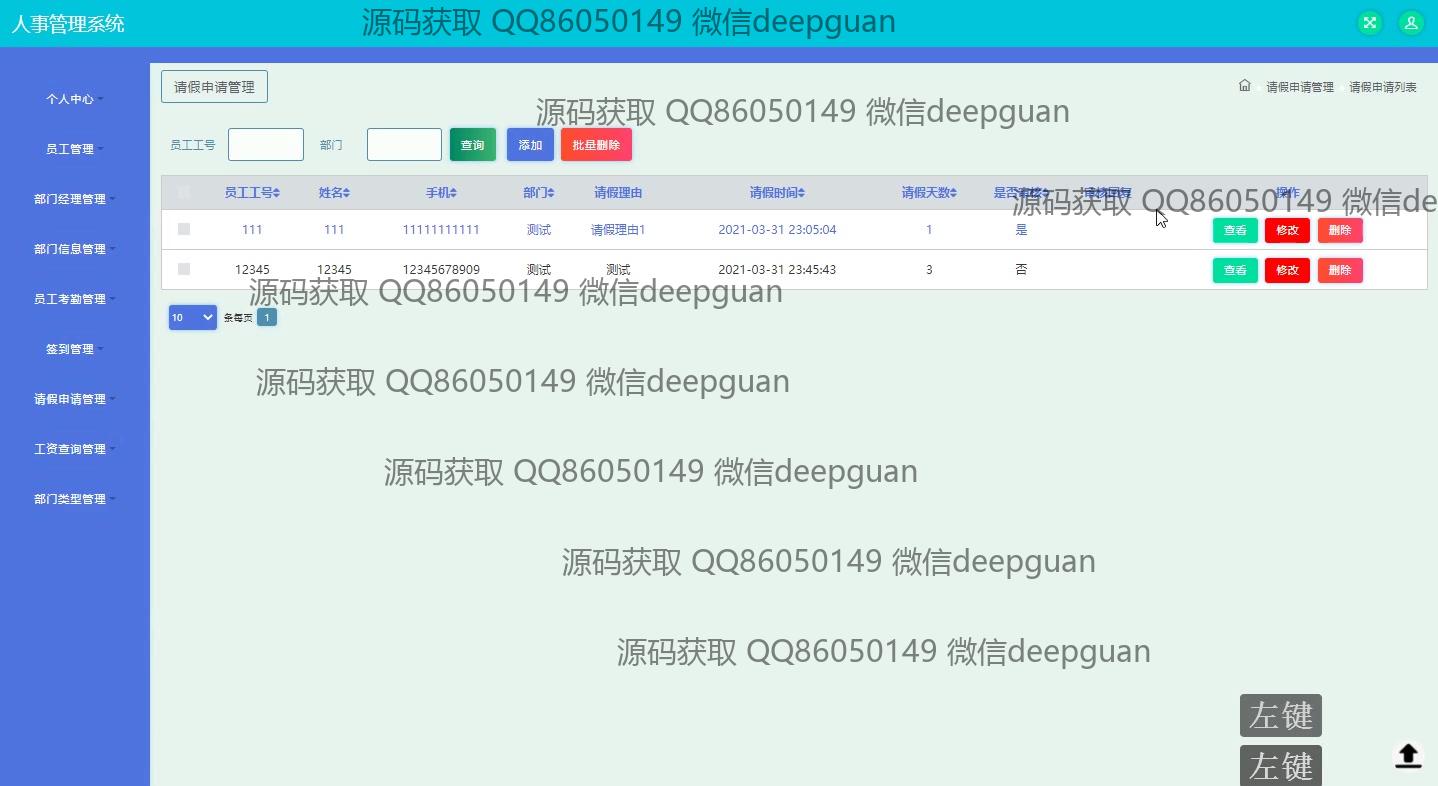 人事管理系统
源码获取 QQ86050149 微信deepguan
个人中心
员工管理
部门经理管理
部门信息管理
员工考勤管理
签到管理
请假申请管理
工资查询管理
部门类型管理
请假申请管理
请假申请管理 请假申请列表
源码获取 QQ86050149 微信deepguan
员工工号 部门 查询 添加 批量删除
员工工号 姓名 手机 部门 请假理由 请假时间 请假天数 是否审核 审核回复 操作
源码获取 QQ86050149 微信de
111 111 11111111111 测试 请假理由1 2021-03-31 23:05:04 1 是 查看 修改 删除
12345 12345 12345678909 测试 测试 2021-03-31 23:45:43 3 否 查看 修改 删除
源码获取 QQ86050149 微信deepguan
10 条每页 1
源码获取 QQ86050149 微信deepguan
源码获取 QQ86050149 微信deepguan
源码获取 QQ86050149 微信deepguan
源码获取 QQ86050149 微信deepguan
左键
左键